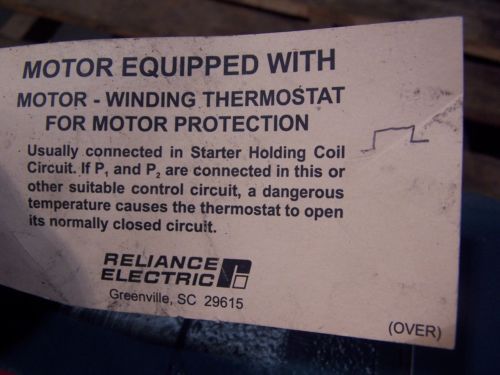 MOTOR EQUIPPED WITH
MOTOR - WINDING THERMOSTAT
FOR MOTOR PROTECTION
Usually connected in Starter Holding Coil
Circuit. If P₁ and P₂ are connected in this or
other suitable control circuit, a dangerous
temperature causes the thermostat to open
its normally closed circuit.
RELIANCE
ELECTRIC
Greenville, SC 29615
(OVER)